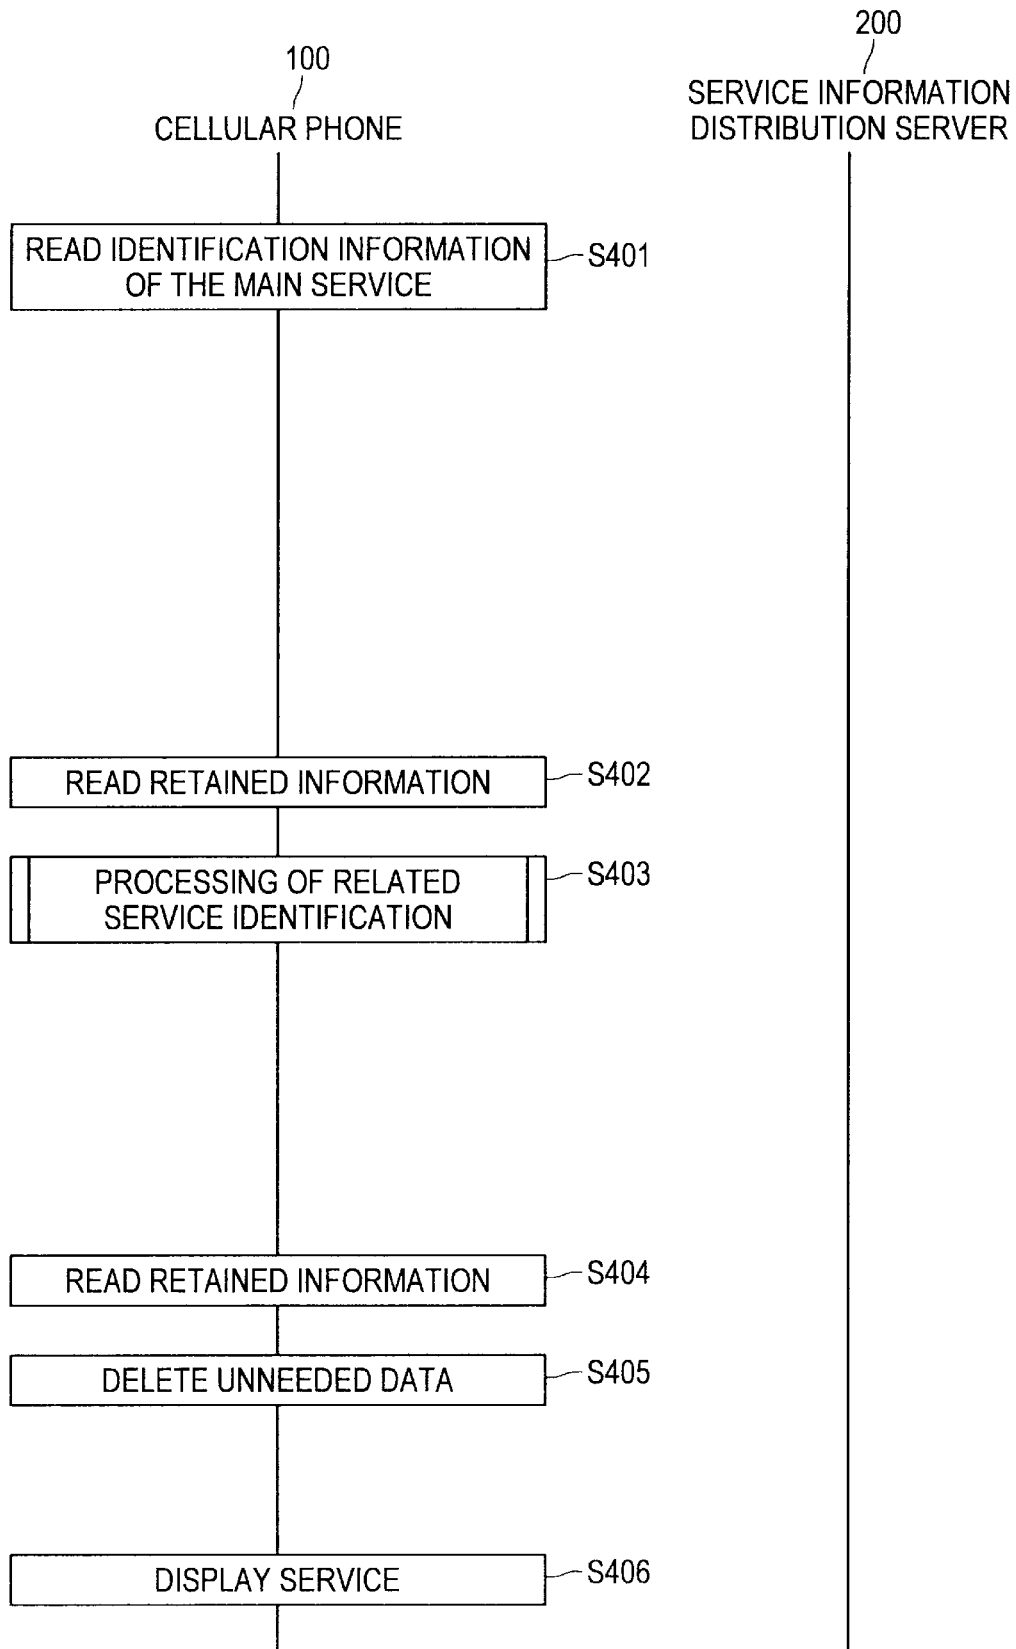 100
CELLULAR PHONE
200
SERVICE INFORMATION
DISTRIBUTION SERVER
READ IDENTIFICATION INFORMATION
OF THE MAIN SERVICE
S401
READ RETAINED INFORMATION
S402
PROCESSING OF RELATED
SERVICE IDENTIFICATION
S403
READ RETAINED INFORMATION
S404
DELETE UNNEEDED DATA
S405
DISPLAY SERVICE
S406